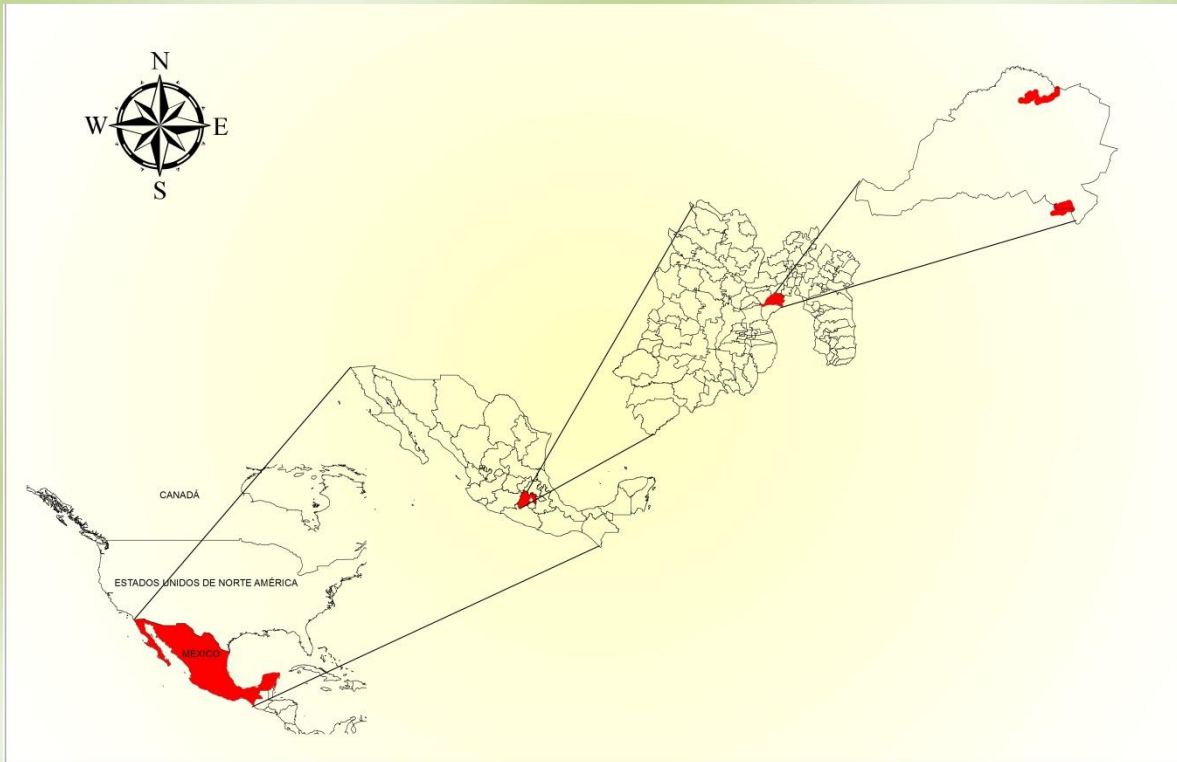 N
W E
S
CANADÁ
ESTADOS UNIDOS DE NORTE AMÉRICA
MÉXICO